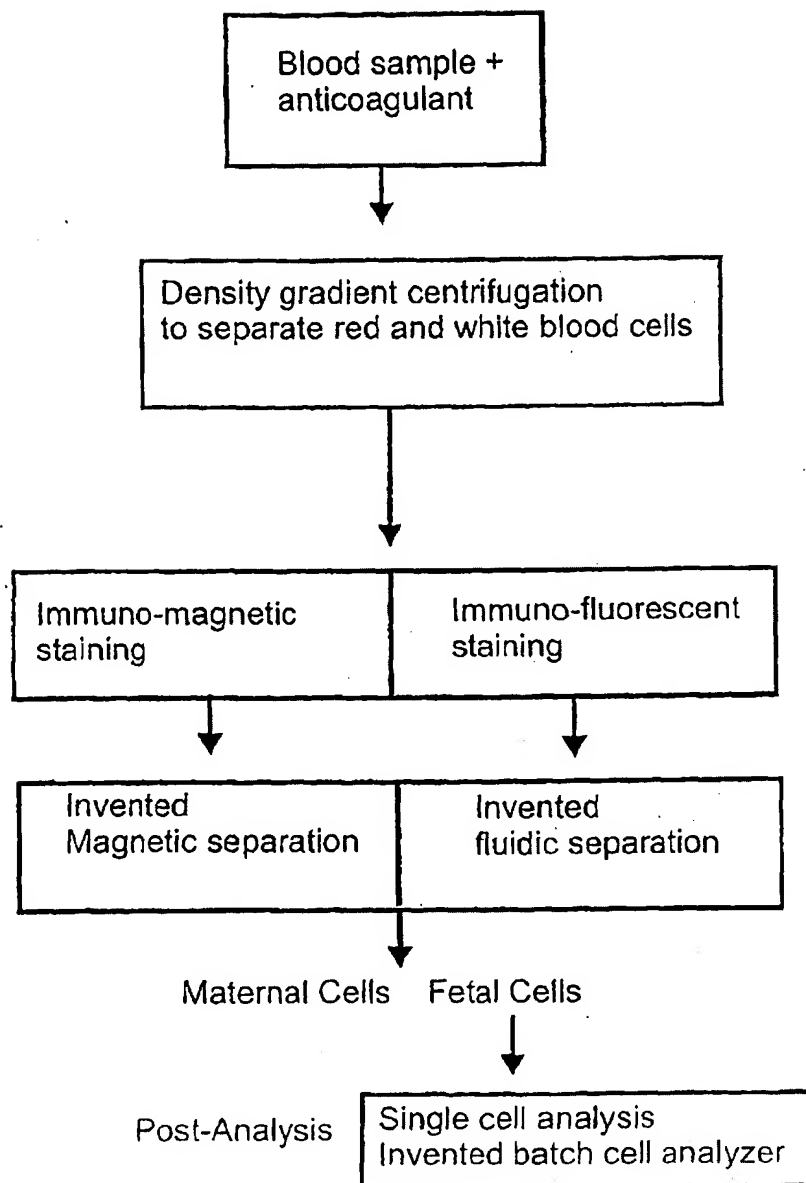 Blood sample +
anticoagulant
Density gradient centrifugation
to separate red and white blood cells
Immuno-magnetic
staining
Immuno-fluorescent
staining
Invented
Magnetic separation
Invented
fluidic separation
Maternal Cells Fetal Cells
Post-Analysis
Single cell analysis
Invented batch cell analyzer